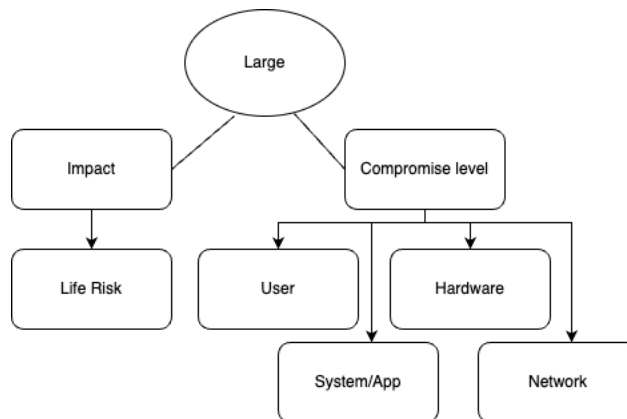 Large
Impact
Compromise level
Life Risk
User
Hardware
System/App
Network